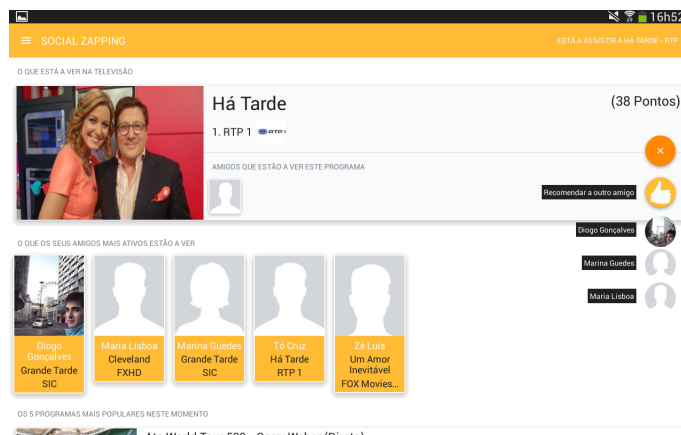 16h52
SOCIAL ZAPPING
ESTÁ A ASSISTIR A HÁ TARDE - RTP
O QUE ESTÁ A VER NA TELEVISÃO
Há Tarde
(38 Pontos)
1. RTP 1
RTP1
AMIGOS QUE ESTÃO A VER ESTE PROGRAMA
Recomendar a outro amigo
Diogo Gonçalves
Marina Guedes
Maria Lisboa
O QUE OS SEUS AMIGOS MAIS ATIVOS ESTÃO A VER
Diogo
Gonçalves
Grande Tarde
SIC
Maria Lisboa
Cleveland
FXHD
Marina Guedes
Grande Tarde
SIC
Tó Cruz
Há Tarde
RTP 1
Zé Luis
Um Amor
Inevitável
FOX Movies...
OS 5 PROGRAMAS MAIS POPULARES NESTE MOMENTO